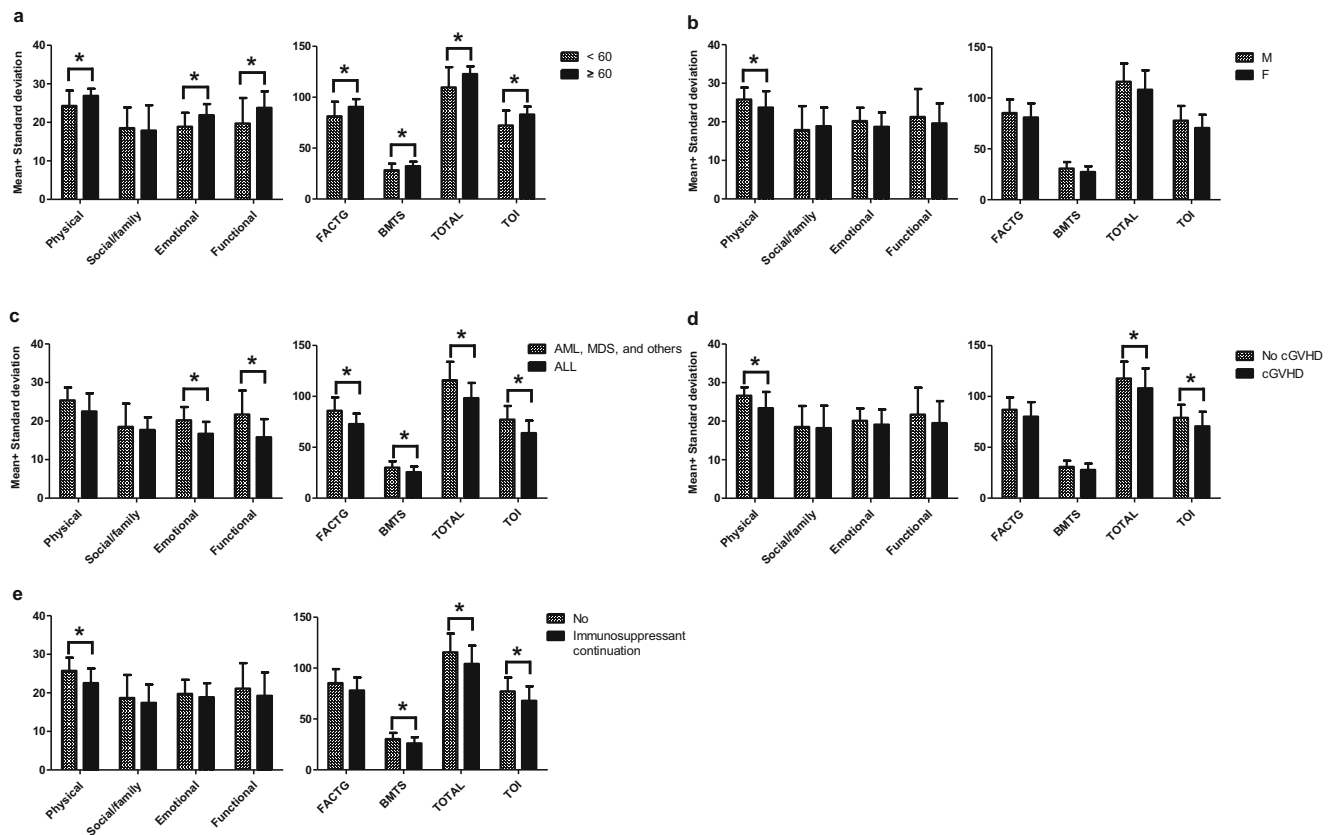 a
Mean+ Standard deviation
40
30
20
10
0
*
*
*
Physical
Social/family
Emotional
Functional
150
100
50
0
*
*
*
*
FACTG
BMTS
TOTAL
TOI
< 60
≥ 60
b
Mean+ Standard deviation
40
30
20
10
0
*
Physical
Social/family
Emotional
Functional
150
100
50
0
FACTG
BMTS
TOTAL
TOI
M
F
c
Mean+ Standard deviation
40
30
20
10
0
*
*
Physical
Social/family
Emotional
Functional
150
100
50
0
*
*
*
*
FACTG
BMTS
TOTAL
TOI
AML, MDS, and others
ALL
d
Mean+ Standard deviation
40
30
20
10
0
*
Physical
Social/family
Emotional
Functional
150
100
50
0
*
*
FACTG
BMTS
TOTAL
TOI
No cGVHD
cGVHD
e
Mean+ Standard deviation
40
30
20
10
0
*
Physical
Social/family
Emotional
Functional
150
100
50
0
*
*
*
FACTG
BMTS
TOTAL
TOI
No
Immunosuppressant
continuation